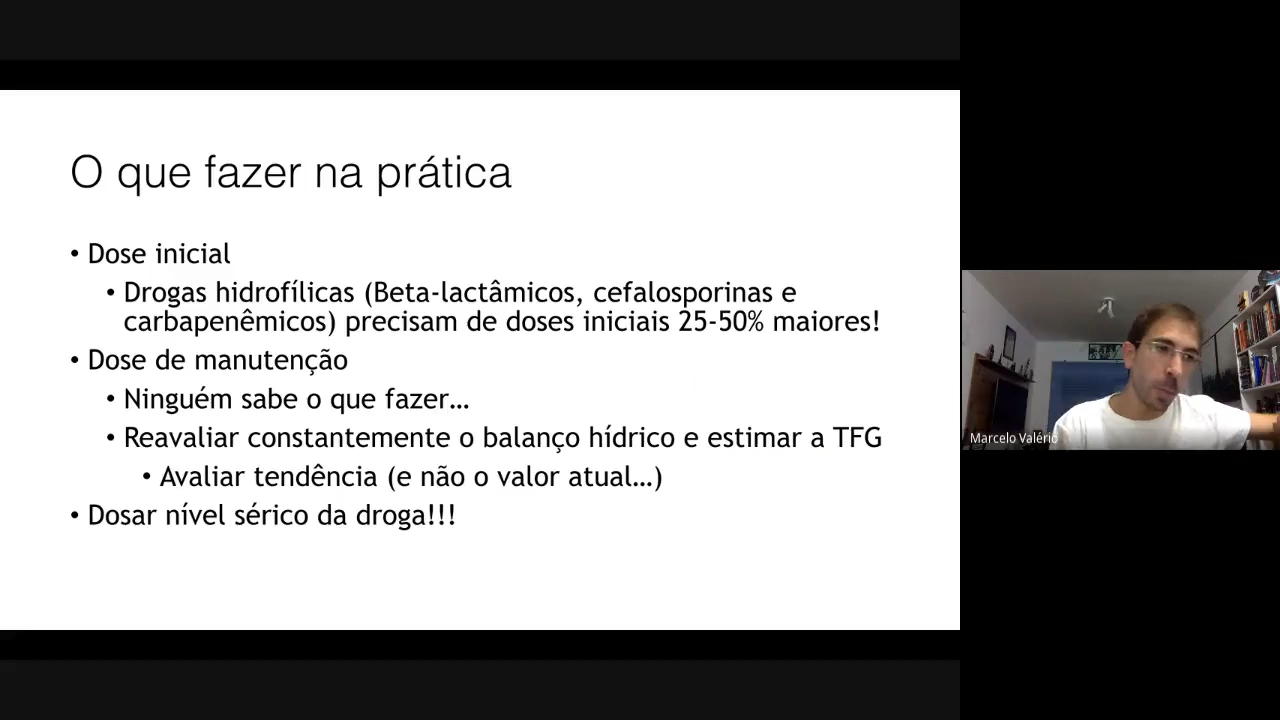 O que fazer na prática
• Dose inicial
• Drogas hidrofílicas (Beta-lactâmicos, cefalosporinas e
carbapenêmicos) precisam de doses iniciais 25-50% maiores!
• Dose de manutenção
• Ninguém sabe o que fazer…
• Reavaliar constantemente o balanço hídrico e estimar a TFG
• Avaliar tendência (e não o valor atual…)
• Dosar nível sérico da droga!!!
Marcelo Valério